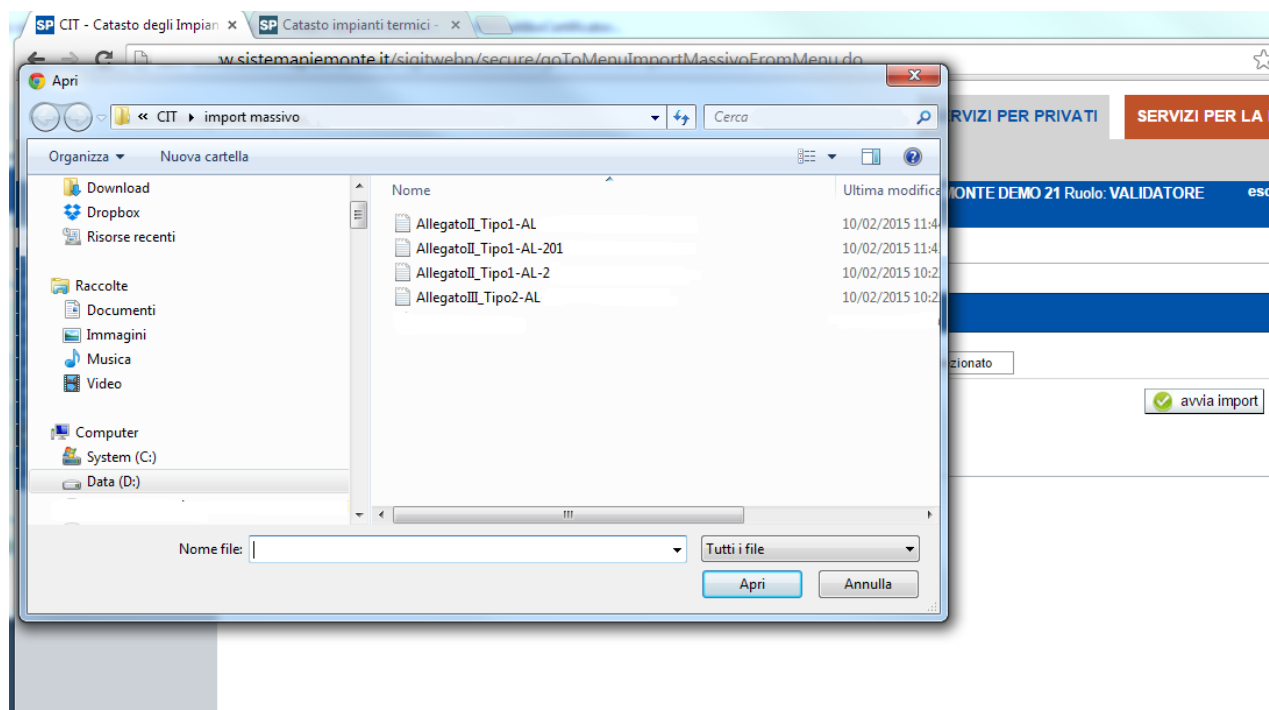 SP CIT - Catasto degli Impian × SP Catasto impianti termici - ×
w.sistemapiemonte.it/sigitwebn/secure/goToMenuImportMassivoFromMenu.do
Apri
« CIT ▸ import massivo Cerca
RVIZI PER PRIVATI SERVIZI PER LA
Organizza Nuova cartella
Download
Dropbox
Risorse recenti
Raccolte
Documenti
Immagini
Musica
Video
Computer
System (C:)
Data (D:)
Nome Ultima modifica
AllegatoII_Tipo1-AL 10/02/2015 11:4
AllegatoII_Tipo1-AL-201 10/02/2015 11:4
AllegatoII_Tipo1-AL-2 10/02/2015 10:2
AllegatoIII_Tipo2-AL 10/02/2015 10:2
MONTE DEMO 21 Ruolo: VALIDATORE esc
zionato
avvia import
Nome file: Tutti i file
Apri Annulla